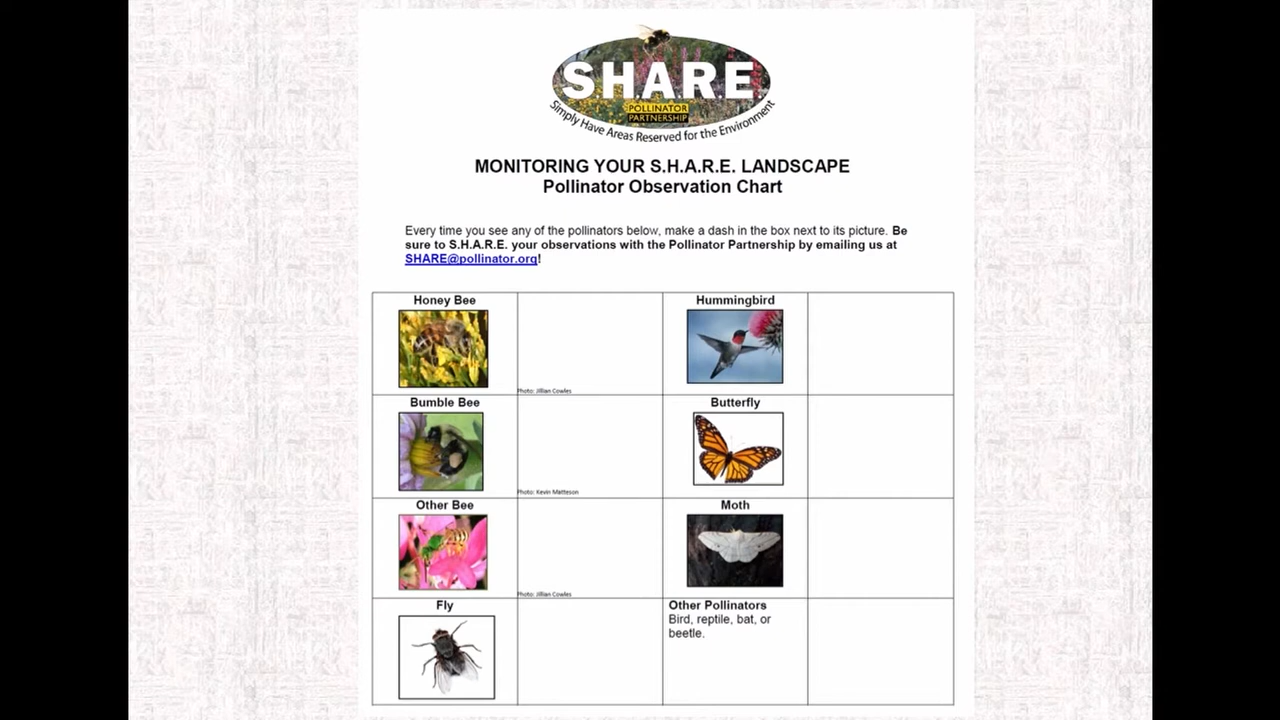 S.H.A.R.E.
POLLINATOR
PARTNERSHIP
Simply Have Areas Reserved for the Environment
MONITORING YOUR S.H.A.R.E. LANDSCAPE
Pollinator Observation Chart
Every time you see any of the pollinators below, make a dash in the box next to its picture. Be
sure to S.H.A.R.E. your observations with the Pollinator Partnership by emailing us at
SHARE@pollinator.org!
Honey Bee
Photo: Jillian Cowles
Hummingbird
Bumble Bee
Photo: Kevin Matteson
Butterfly
Other Bee
Photo: Jillian Cowles
Moth
Fly
Other Pollinators
Bird, reptile, bat, or
beetle.